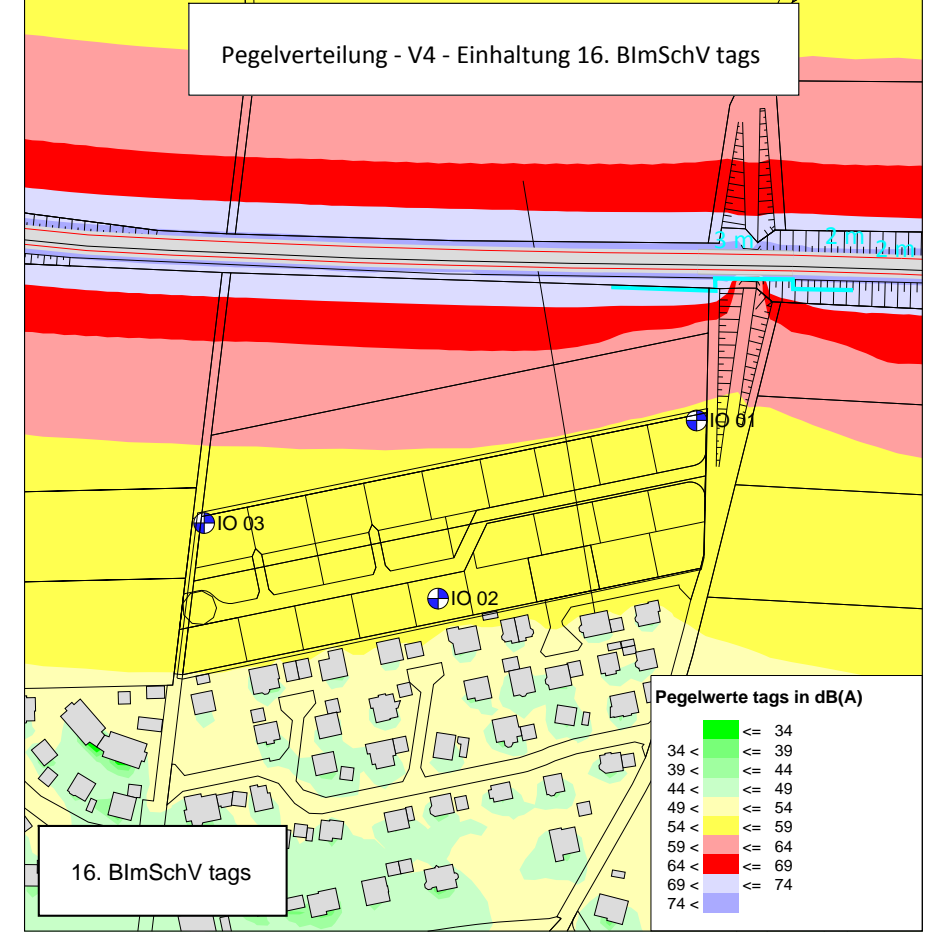 Pegelverteilung - V4 - Einhaltung 16. BImSchV tags
3 m
2 m
2 m
IO 01
IO 03
IO 02
Pegelwerte tags in dB(A)
<= 34
34 < <= 39
39 < <= 44
44 < <= 49
49 < <= 54
54 < <= 59
59 < <= 64
64 < <= 69
69 < <= 74
74 <
16. BImSchV tags